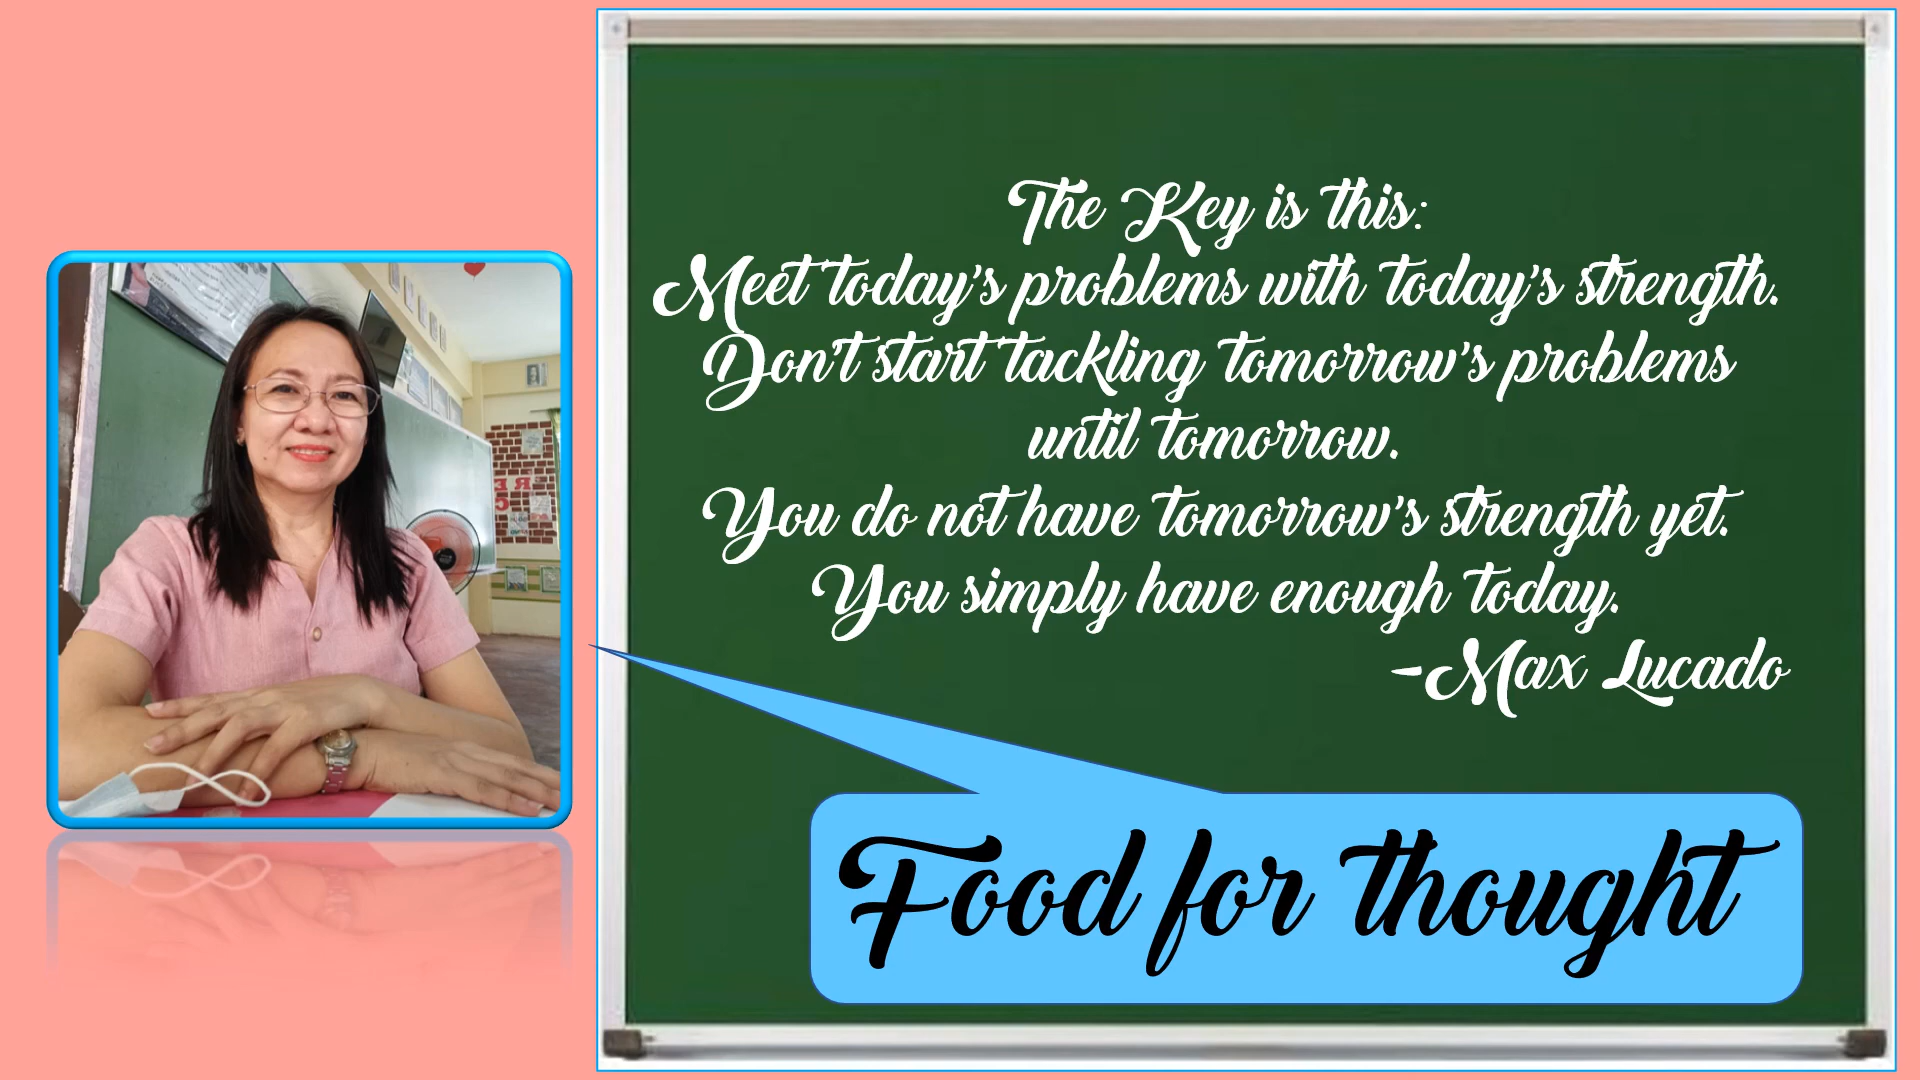 The Key is this:
Meet today's problems with today's strength.
Don't start tackling tomorrow's problems
until tomorrow.
You do not have tomorrow's strength yet.
You simply have enough today.
-Max Lucado
Food for thought